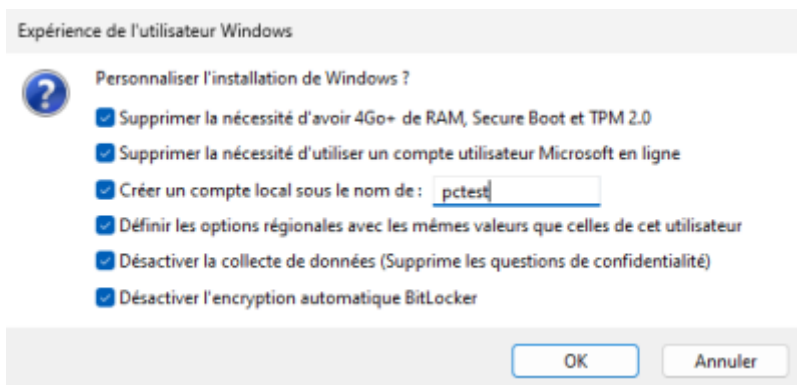 Expérience de l'utilisateur Windows
Personnaliser l'installation de Windows ?
Supprimer la nécessité d'avoir 4Go+ de RAM, Secure Boot et TPM 2.0
Supprimer la nécessité d'utiliser un compte utilisateur Microsoft en ligne
Créer un compte local sous le nom de : pctest
Définir les options régionales avec les mêmes valeurs que celles de cet utilisateur
Désactiver la collecte de données (Supprime les questions de confidentialité)
Désactiver l'encryption automatique BitLocker
OK Annuler